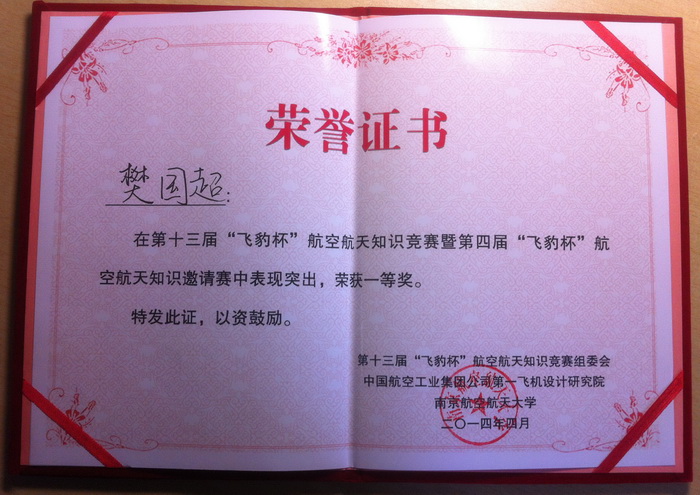 荣誉证书
樊国超:
在第十三届“飞豹杯”航空航天知识竞赛暨第四届“飞豹杯”航
空航天知识邀请赛中表现突出，荣获一等奖。
特发此证，以资鼓励。
第十三届“飞豹杯”航空航天知识竞赛组委会
中国航空工业集团公司第一飞机设计研究院
南京航空航天大学
二〇一四年四月